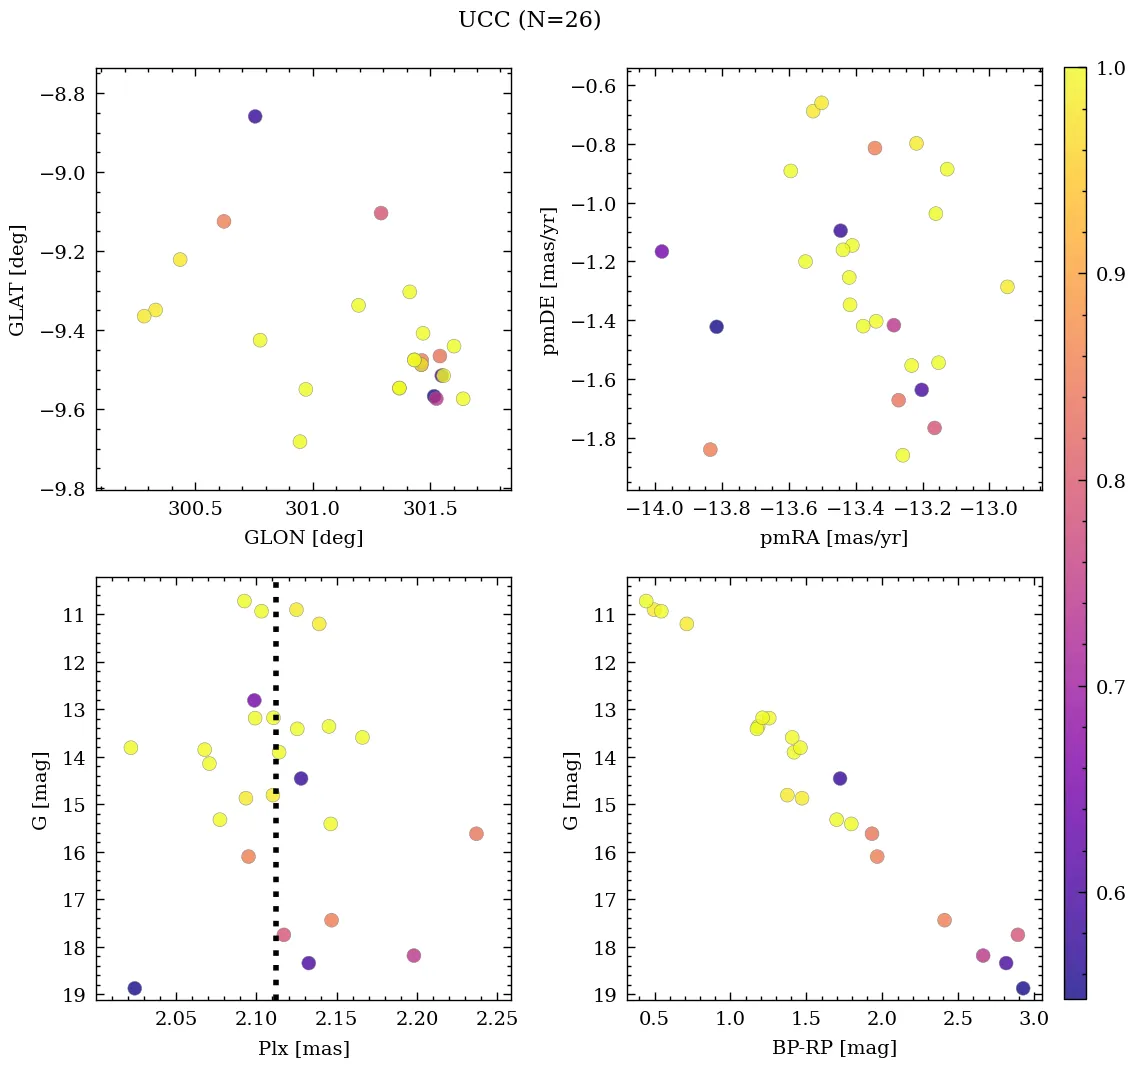 UCC (N=26)
−8.8
−9.0
−9.2
−9.4
−9.6
−9.8
GLAT [deg]
300.5 301.0 301.5
GLON [deg]
−0.6
−0.8
−1.0
−1.2
−1.4
−1.6
−1.8
pmDE [mas/yr]
−14.0 −13.8 −13.6 −13.4 −13.2 −13.0
pmRA [mas/yr]
1.0
0.9
0.8
0.7
0.6
11
12
13
14
15
16
17
18
19
G [mag]
2.05 2.10 2.15 2.20 2.25
Plx [mas]
11
12
13
14
15
16
17
18
19
G [mag]
0.5 1.0 1.5 2.0 2.5 3.0
BP-RP [mag]